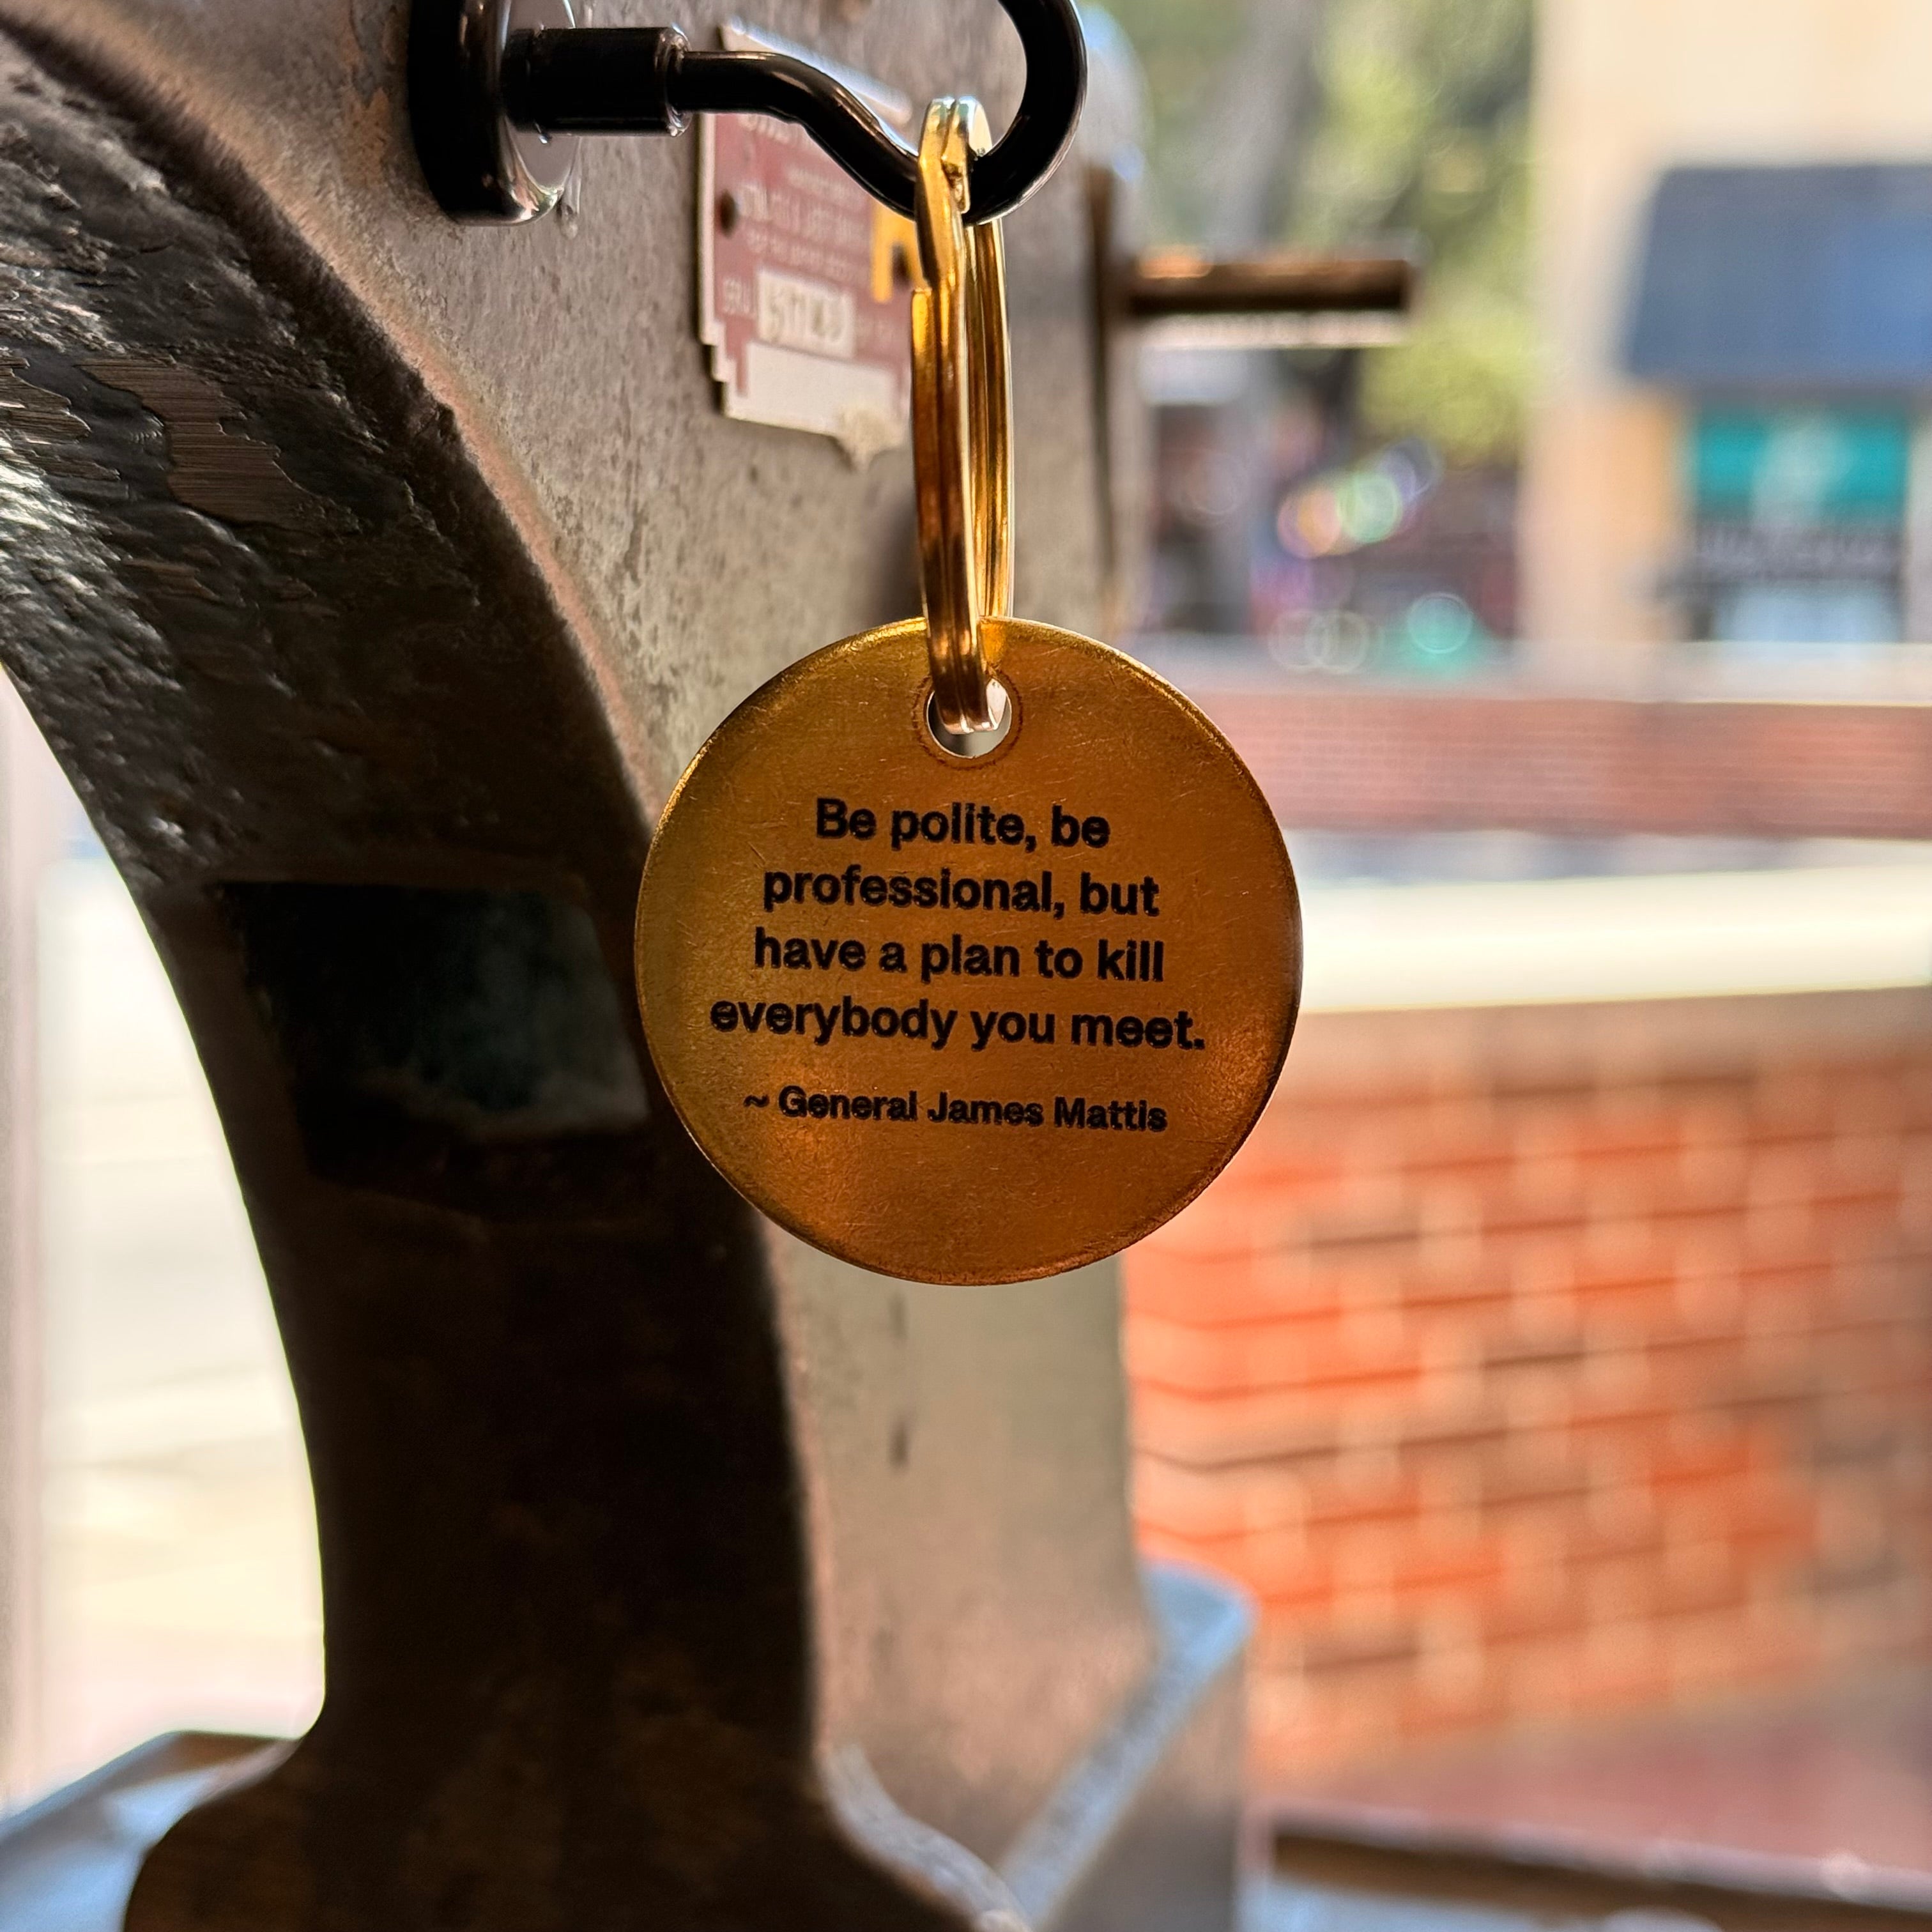 Be polite, be
professional, but
have a plan to kill
everybody you meet.
~ General James Mattis